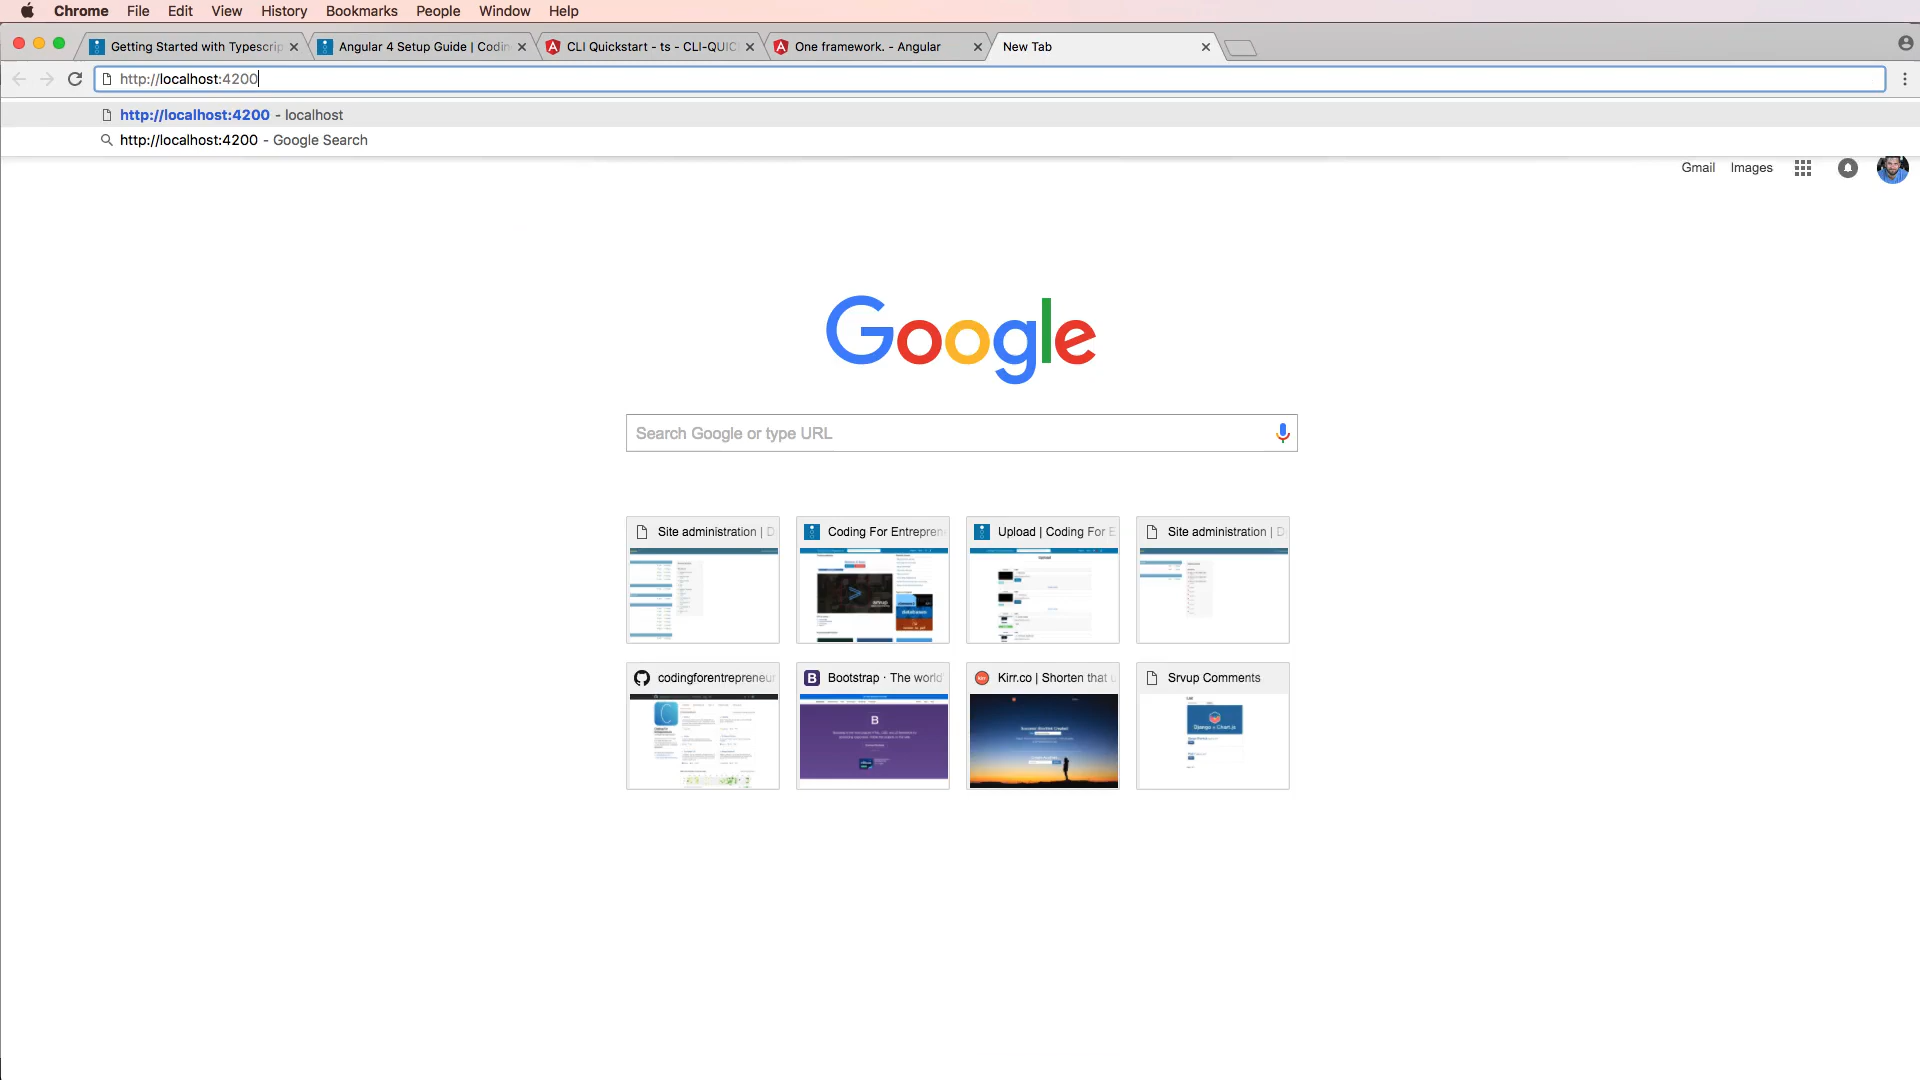 Chrome File Edit View History Bookmarks People Window Help
Getting Started with Typescrip
Angular 4 Setup Guide | Codin
CLI Quickstart - ts - CLI-QUIC
One framework. - Angular
New Tab
http://localhost:4200
http://localhost:4200 - localhost
http://localhost:4200 - Google Search
Gmail Images
Google
Search Google or type URL
Site administration | D
Coding For Entrepren
Upload | Coding For E
Site administration | D
codingforentrepreneur
Bootstrap · The world'
Kirr.co | Shorten that u
Srvup Comments
Django + Chart.js